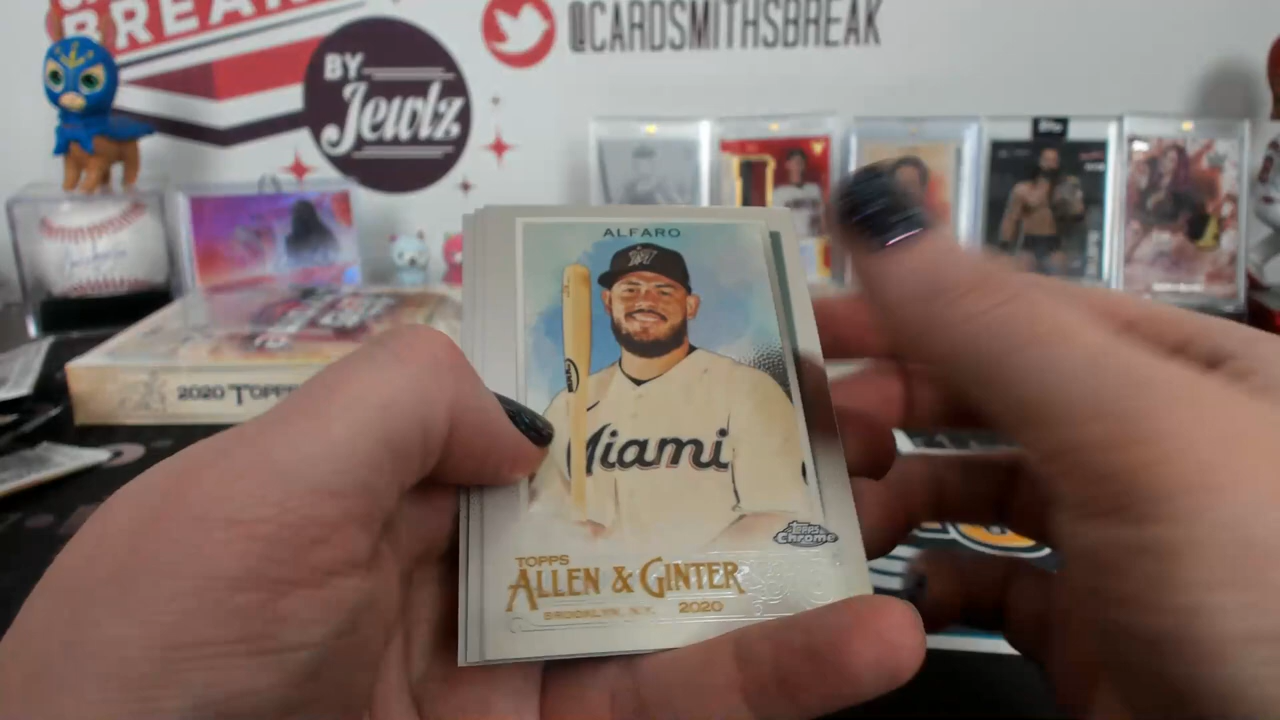 BREAK
@CARDSMITHSBREAK
BY
Jewlz
ALFARO
2020 TOPPS
Miami
Topps
Chrome
TOPPS
ALLEN & GINTER
BROOKLYN, N.Y. 2020